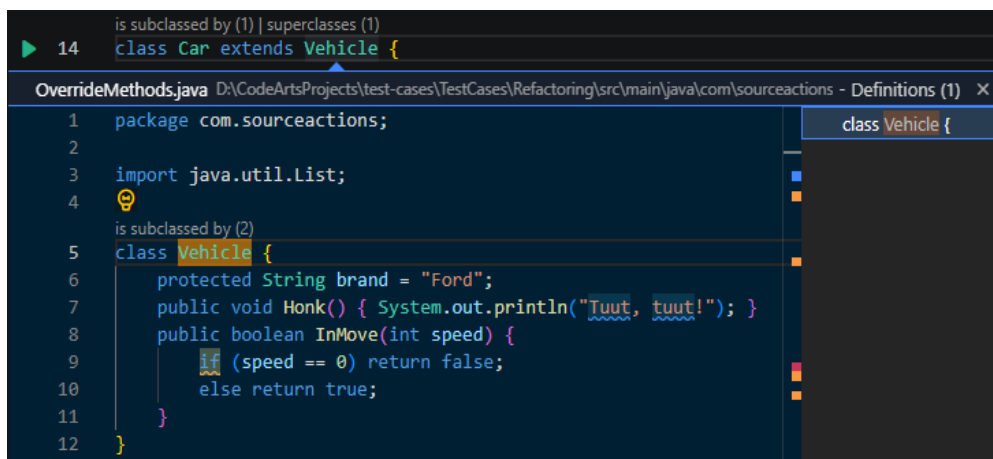 is subclassed by (1) | superclasses (1)
14 class Car extends Vehicle {
OverrideMethods.java D:\CodeArtsProjects\test-cases\TestCases\Refactoring\src\main\java\com\sourceactions - Definitions (1) ×
1 package com.sourceactions;
2
3 import java.util.List;
4
is subclassed by (2)
5 class Vehicle {
6 protected String brand = "Ford";
7 public void Honk() { System.out.println("Tuut, tuut!"); }
8 public boolean InMove(int speed) {
9 if (speed == 0) return false;
10 else return true;
11 }
12 }
class Vehicle {